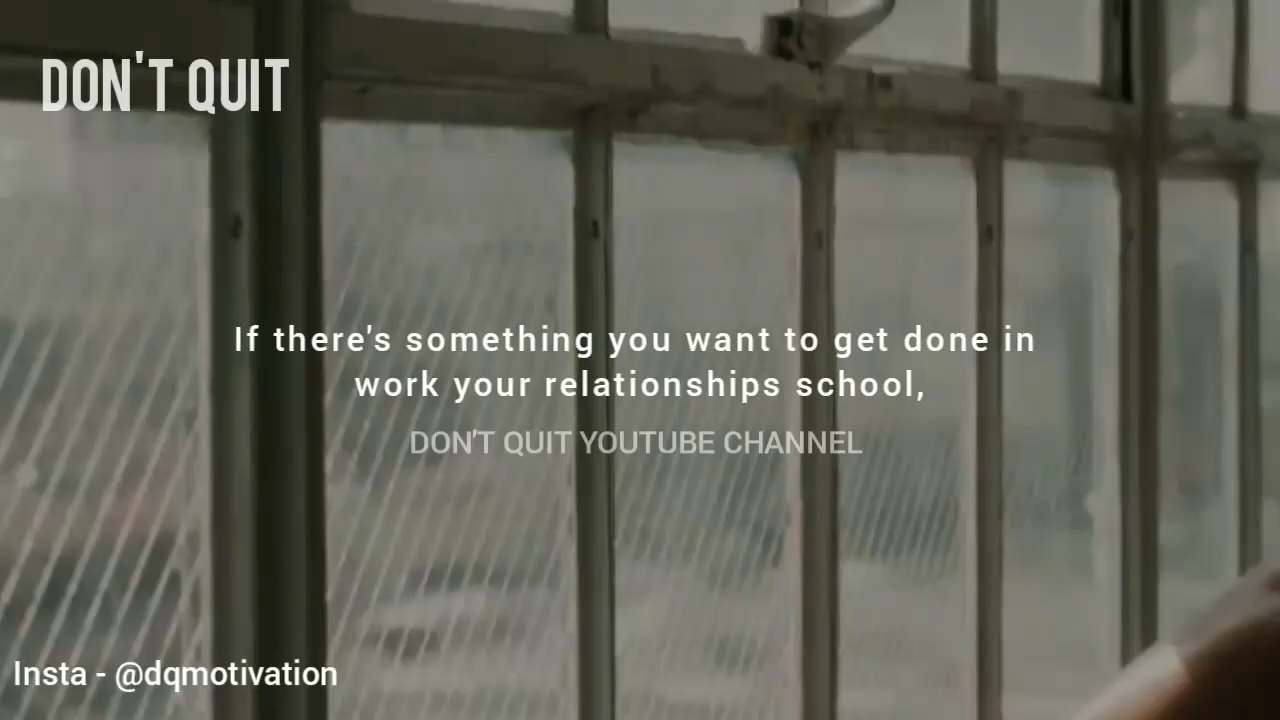 DON'T QUIT
If there's something you want to get done in
work your relationships school,
DON'T QUIT YOUTUBE CHANNEL
Insta - @dqmotivation